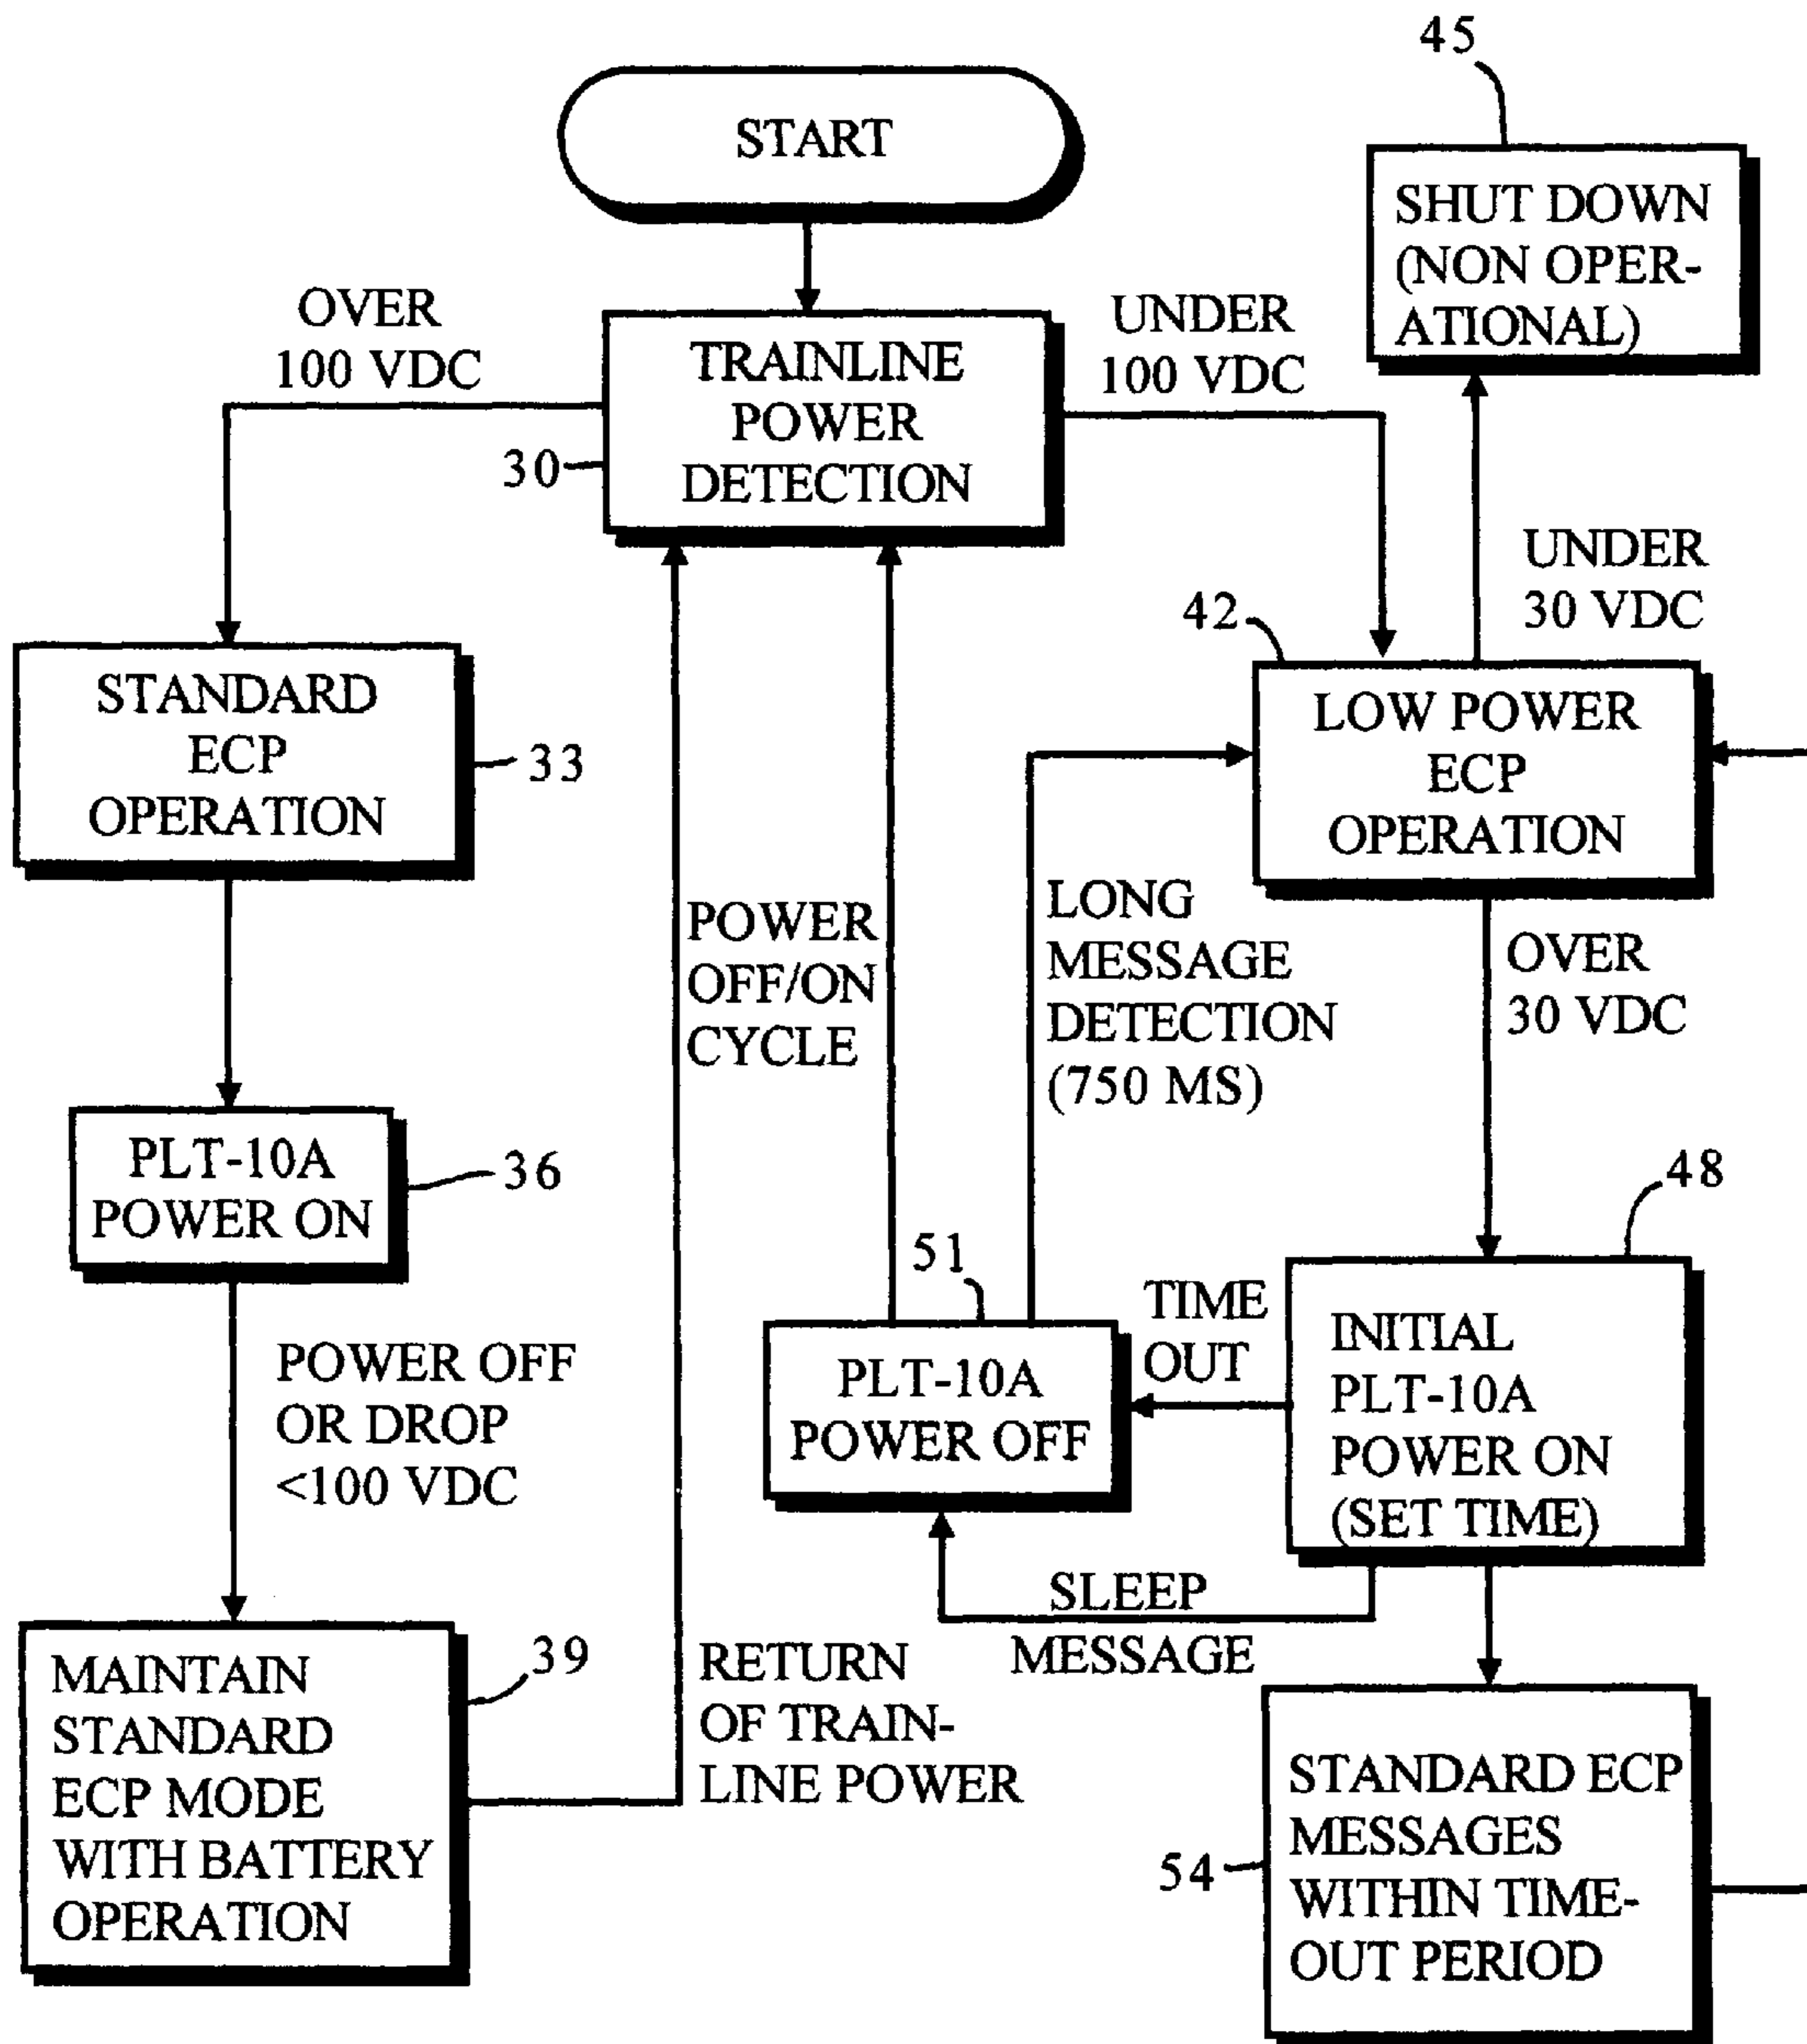 45
START
SHUT DOWN
(NON OPER-
ATIONAL)
OVER
100 VDC
TRAINLINE
POWER
DETECTION
30
UNDER
100 VDC
UNDER
30 VDC
42
STANDARD
ECP
OPERATION
33
LOW POWER
ECP
OPERATION
POWER
OFF/ON
CYCLE
LONG
MESSAGE
DETECTION
(750 MS)
OVER
30 VDC
PLT-10A
POWER ON
36
48
51
TIME
OUT
PLT-10A
POWER OFF
INITIAL
PLT-10A
POWER ON
(SET TIME)
POWER OFF
OR DROP
<100 VDC
SLEEP
MESSAGE
MAINTAIN
STANDARD
ECP MODE
WITH BATTERY
OPERATION
39
RETURN
OF TRAIN-
LINE POWER
STANDARD ECP
MESSAGES
WITHIN TIME-
OUT PERIOD
54